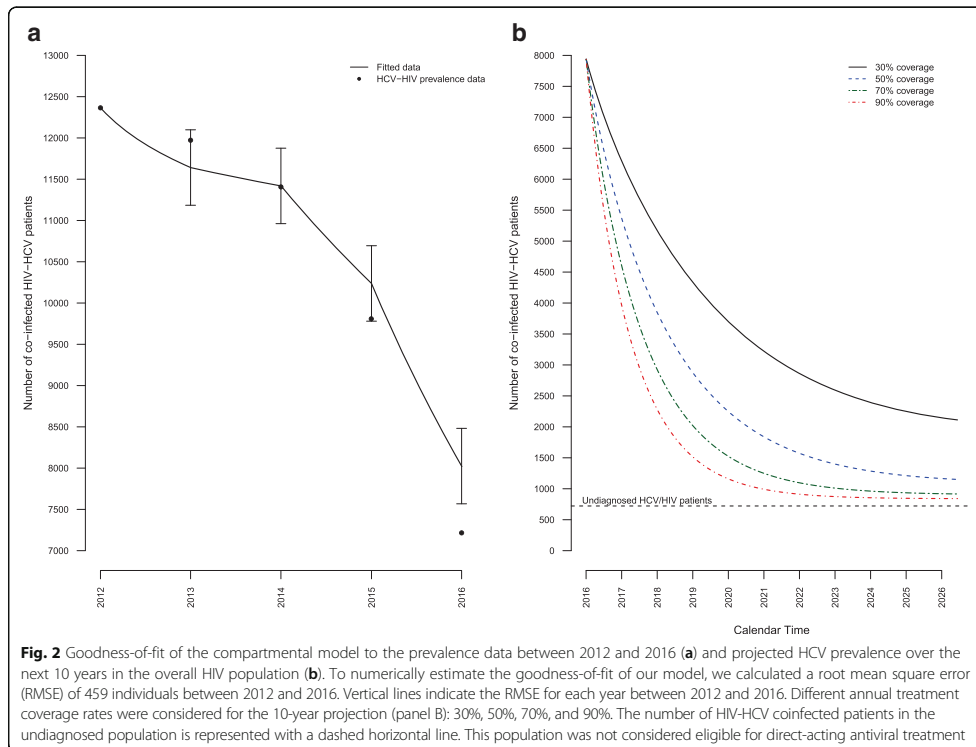 a
13000
12500
12000
11500
11000
10500
10000
9500
9000
8500
8000
7500
7000
Number of co-infected HIV−HCV patients
Fitted data
HCV−HIV prevalence data
2012
2013
2014
2015
2016
b
8000
7500
7000
6500
6000
5500
5000
4500
4000
3500
3000
2500
2000
1500
1000
500
0
Number of co-infected HIV−HCV patients
30% coverage
50% coverage
70% coverage
90% coverage
Undiagnosed HCV/HIV patients
2016
2017
2018
2019
2020
2021
2022
2023
2024
2025
2026
Calendar Time
Fig. 2 Goodness-of-fit of the compartmental model to the prevalence data between 2012 and 2016 (a) and projected HCV prevalence over the
next 10 years in the overall HIV population (b). To numerically estimate the goodness-of-fit of our model, we calculated a root mean square error
(RMSE) of 459 individuals between 2012 and 2016. Vertical lines indicate the RMSE for each year between 2012 and 2016. Different annual treatment
coverage rates were considered for the 10-year projection (panel B): 30%, 50%, 70%, and 90%. The number of HIV-HCV coinfected patients in the
undiagnosed population is represented with a dashed horizontal line. This population was not considered eligible for direct-acting antiviral treatment